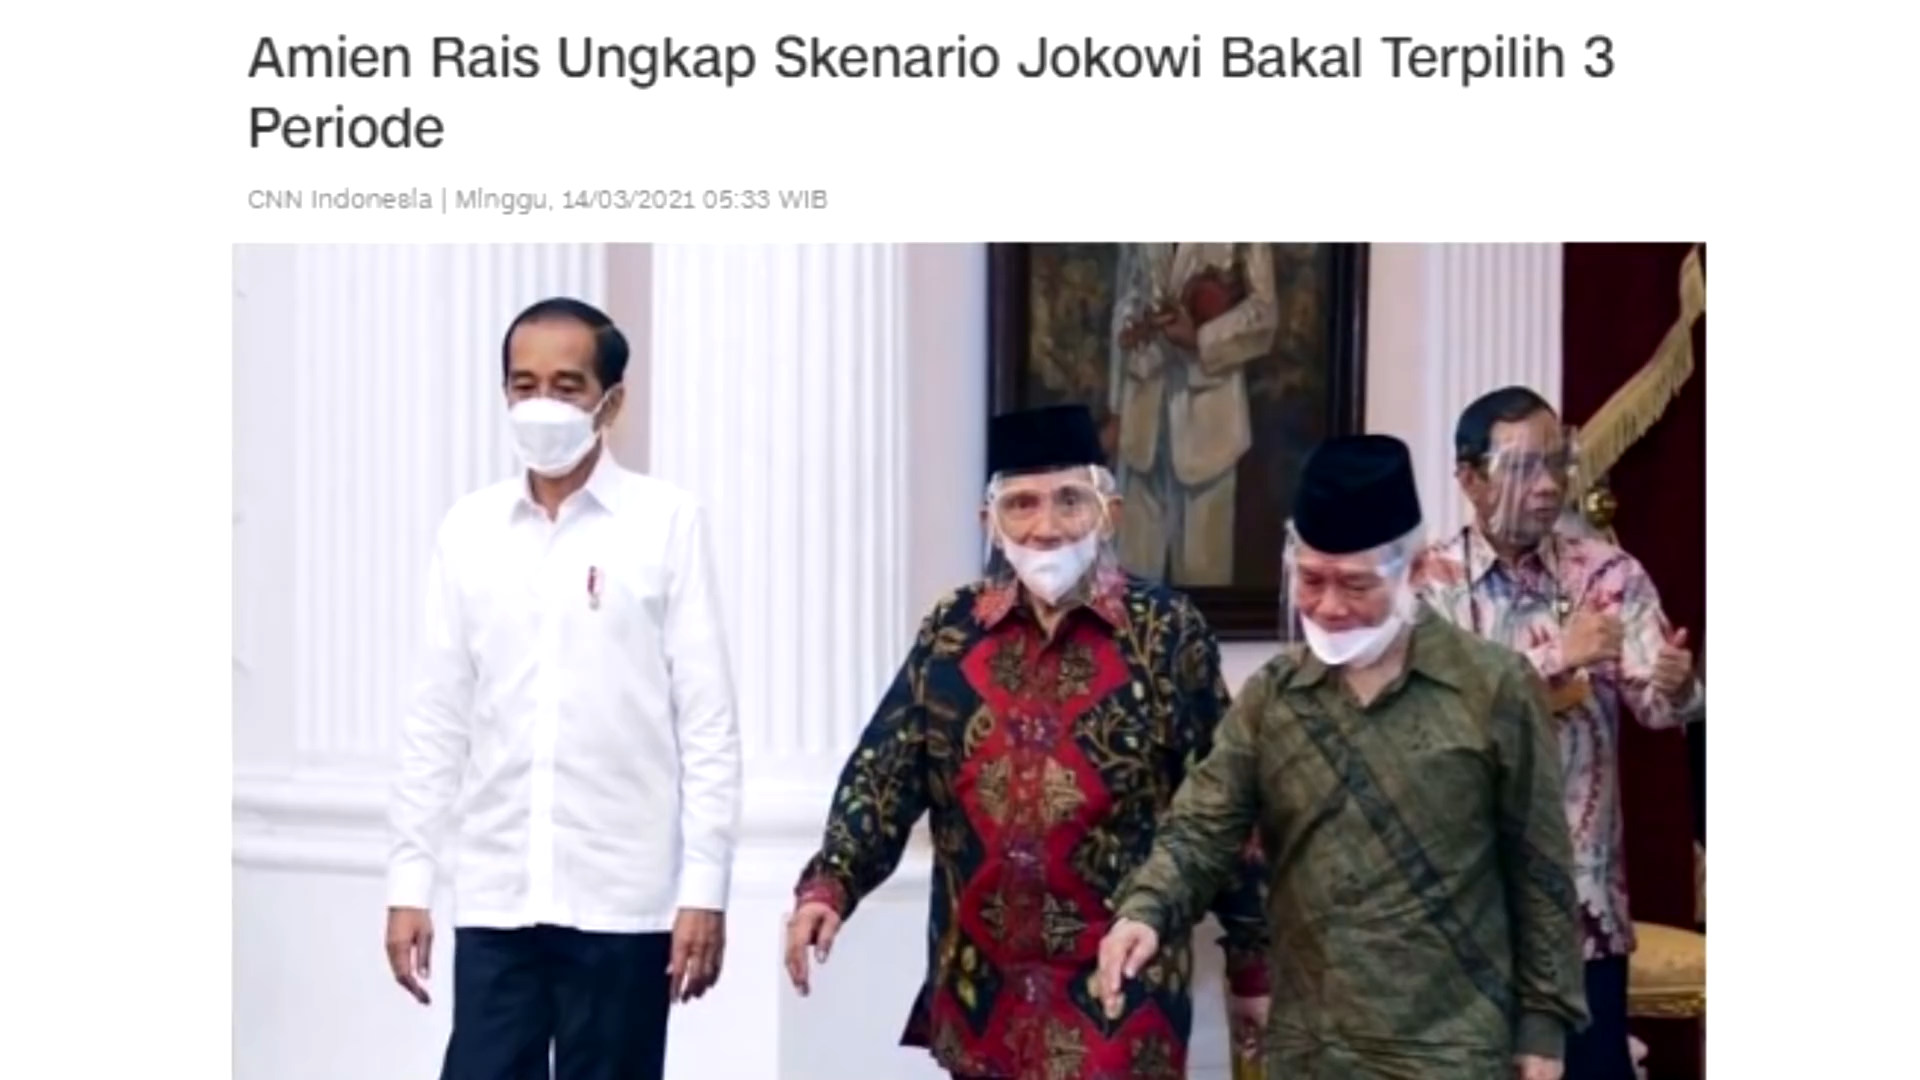 Amien Rais Ungkap Skenario Jokowi Bakal Terpilih 3
Periode
CNN Indonesia | Minggu, 14/03/2021 05:33 WIB